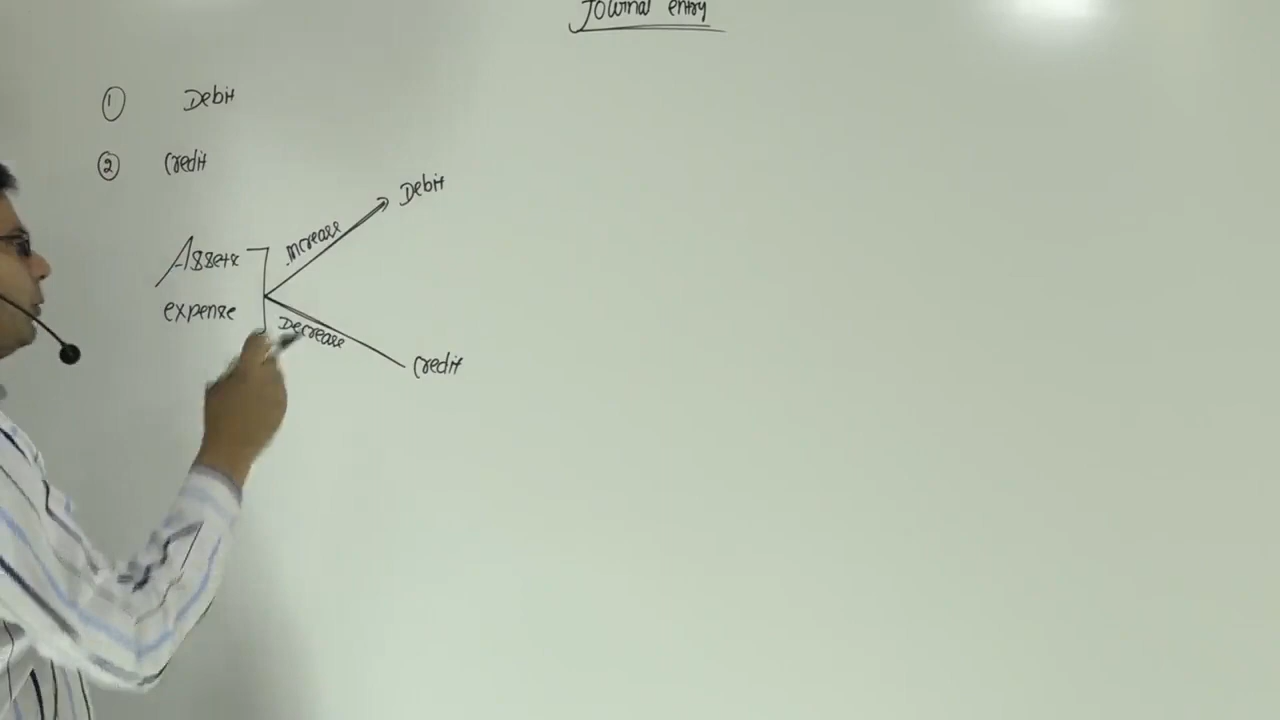 Journal entry
① Debit
② Credit
Debit
increase
Assets
expense
Decrease
Credit